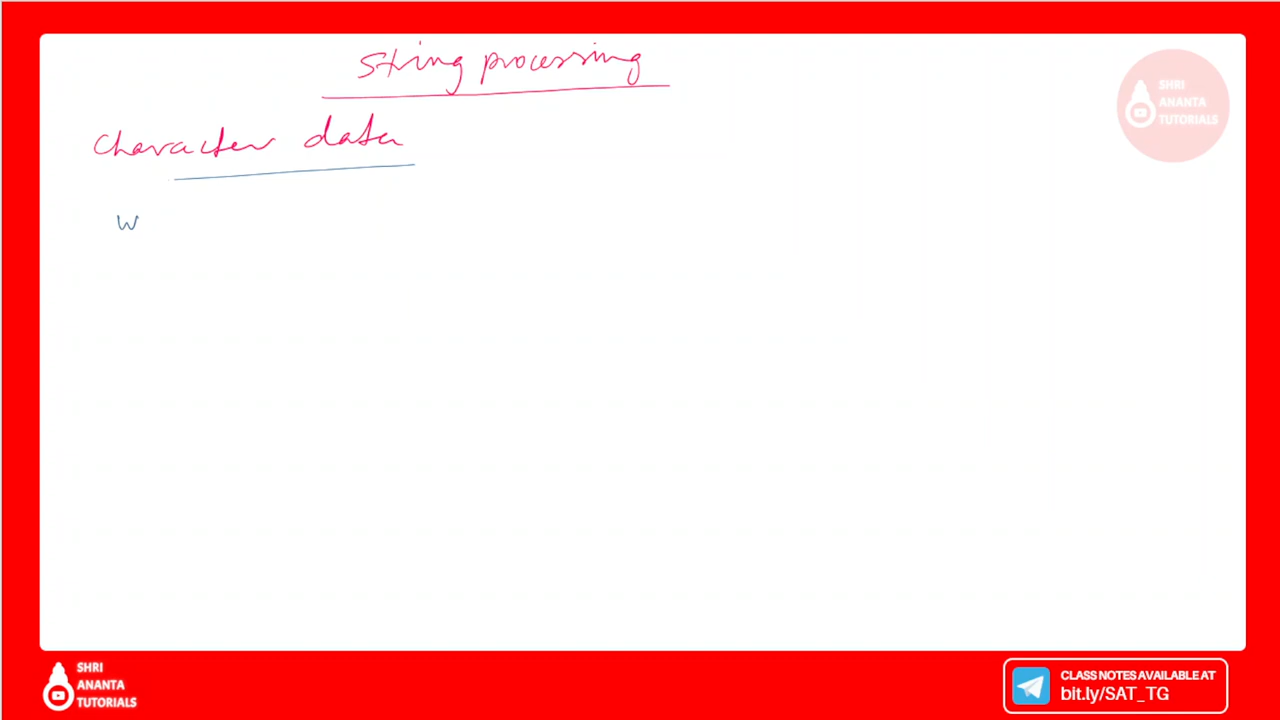 String processing
character data
w
SHRI
ANANTA
TUTORIALS
SHRI
ANANTA
TUTORIALS
CLASS NOTES AVAILABLE AT
bit.ly/SAT_TG